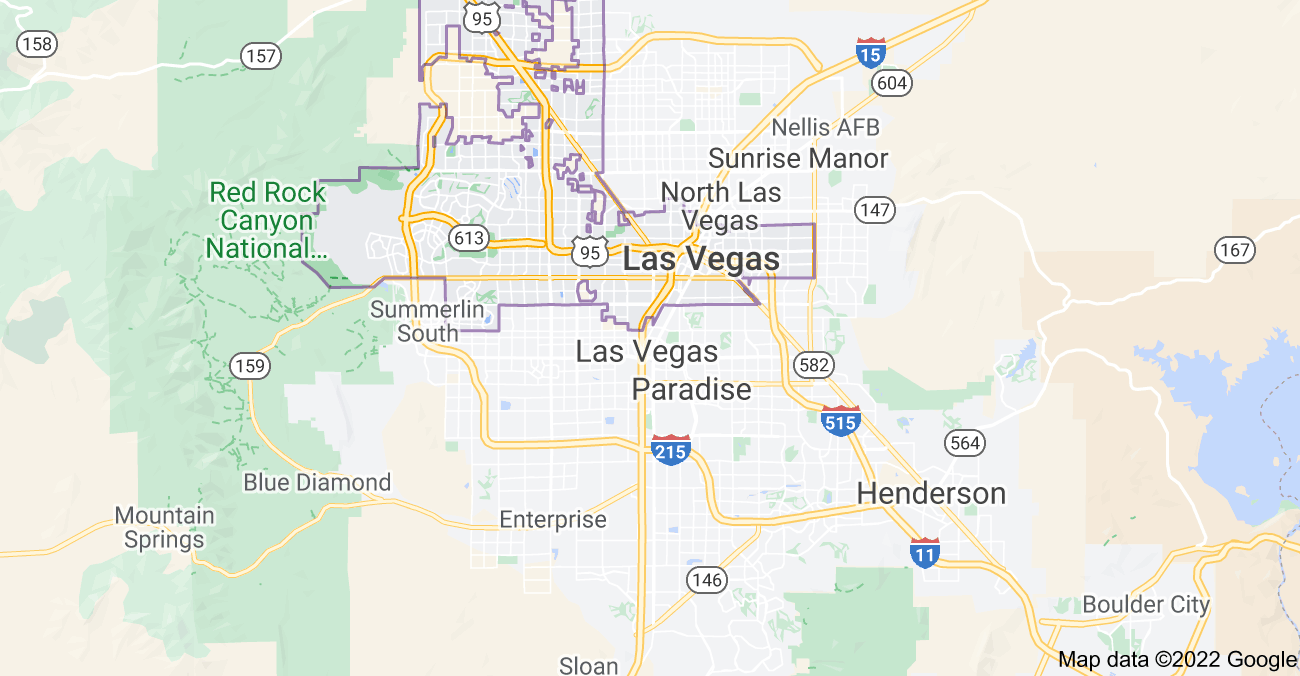 95
158
157
15
604
Nellis AFB
Sunrise Manor
Red Rock
Canyon
National...
North Las
Vegas
147
613
95
Las Vegas
167
Summerlin
South
159
Las Vegas
582
Paradise
515
215
564
Blue Diamond
Henderson
Mountain
Springs
Enterprise
11
146
Boulder City
Sloan
Map data ©2022 Google